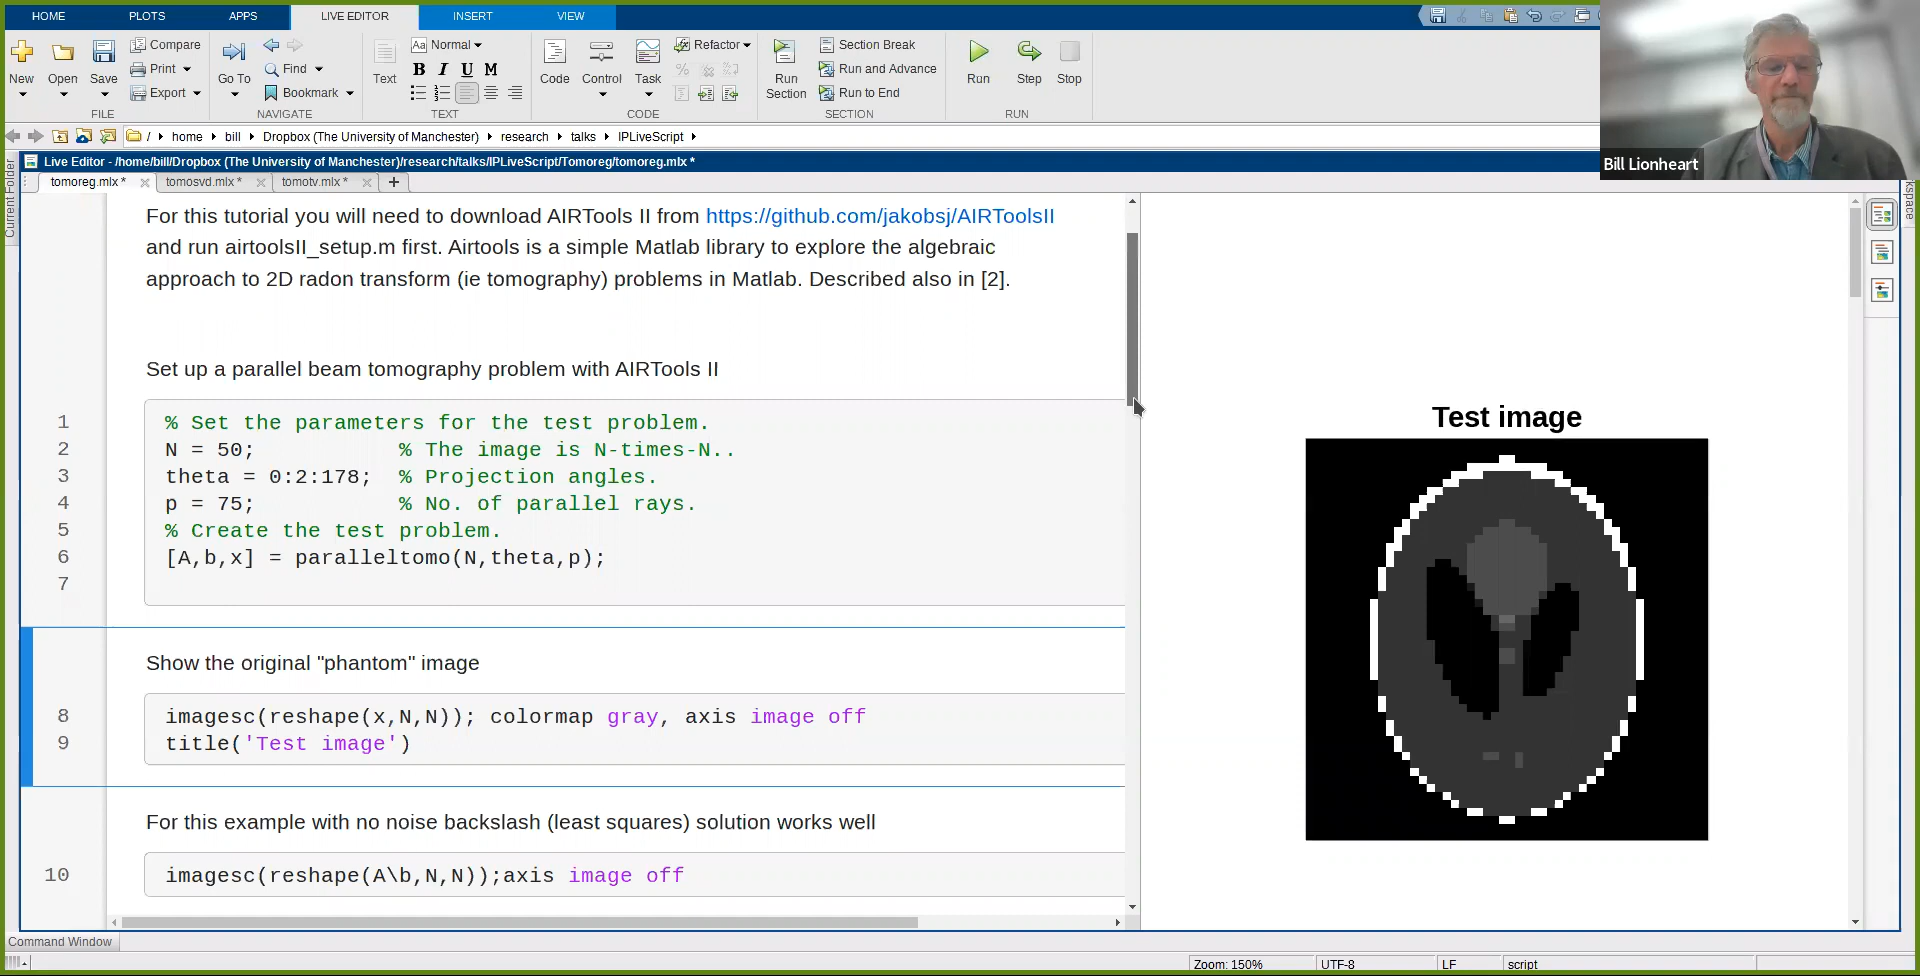 HOME PLOTS APPS LIVE EDITOR INSERT VIEW
New Open Save Compare Print Export
FILE
Go To Find Bookmark
NAVIGATE
Text Aa Normal B I U M
TEXT
Code Control Task Refactor
CODE
Run Section Section Break Run and Advance Run to End
SECTION
Run Step Stop
RUN
Bill Lionheart
/ home bill Dropbox (The University of Manchester) research talks IPLiveScript
Current Folder
Live Editor - /home/bill/Dropbox (The University of Manchester)/research/talks/IPLiveScript/Tomoreg/tomoreg.mlx *
tomoreg.mlx * tomosvd.mlx * tomotv.mlx *
For this tutorial you will need to download AIRTools II from https://github.com/jakobsj/AIRToolsII
and run airtoolsII_setup.m first. Airtools is a simple Matlab library to explore the algebraic
approach to 2D radon transform (ie tomography) problems in Matlab. Described also in [2].
Set up a parallel beam tomography problem with AIRTools II
1 % Set the parameters for the test problem.
2 N = 50; % The image is N-times-N..
3 theta = 0:2:178; % Projection angles.
4 p = 75; % No. of parallel rays.
5 % Create the test problem.
6 [A,b,x] = paralleltomo(N,theta,p);
7
Show the original "phantom" image
8 imagesc(reshape(x,N,N)); colormap gray, axis image off
9 title('Test image')
For this example with no noise backslash (least squares) solution works well
10 imagesc(reshape(A\b,N,N));axis image off
Test image
Command Window
Zoom: 150% UTF-8 LF script